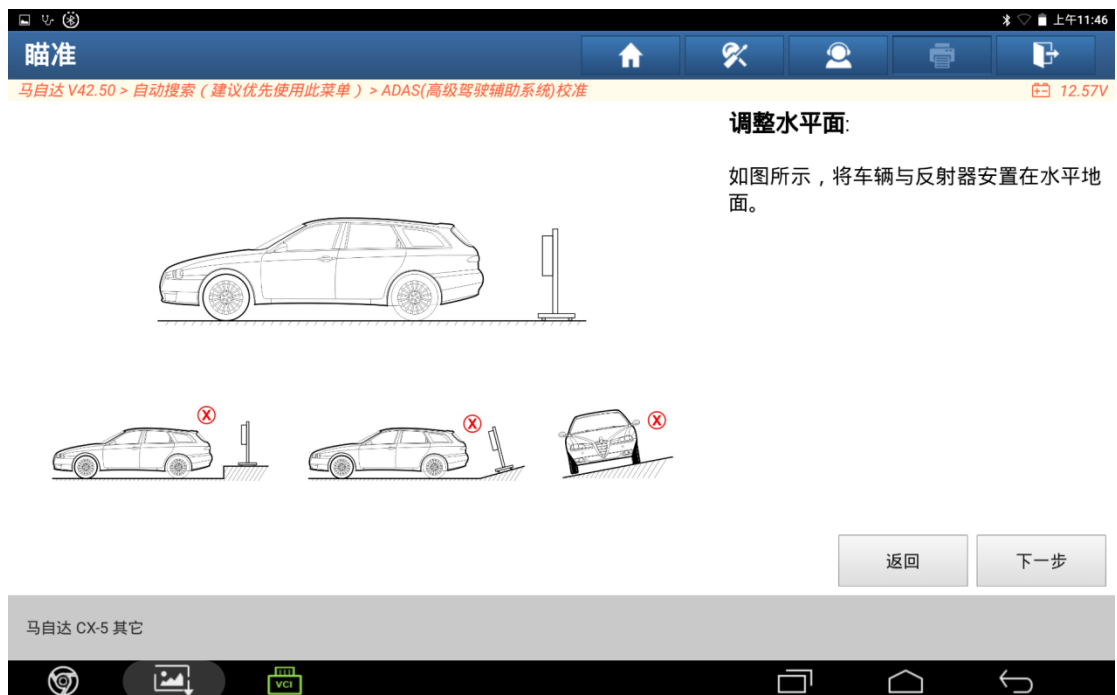 上午11:46
瞄准
马自达 V42.50 > 自动搜索 ( 建议优先使用此菜单 ) > ADAS(高级驾驶辅助系统)校准
12.57V
调整水平面:
如图所示，将车辆与反射器安置在水平地
面。
X
X
X
返回
下一步
马自达 CX-5 其它
VCI